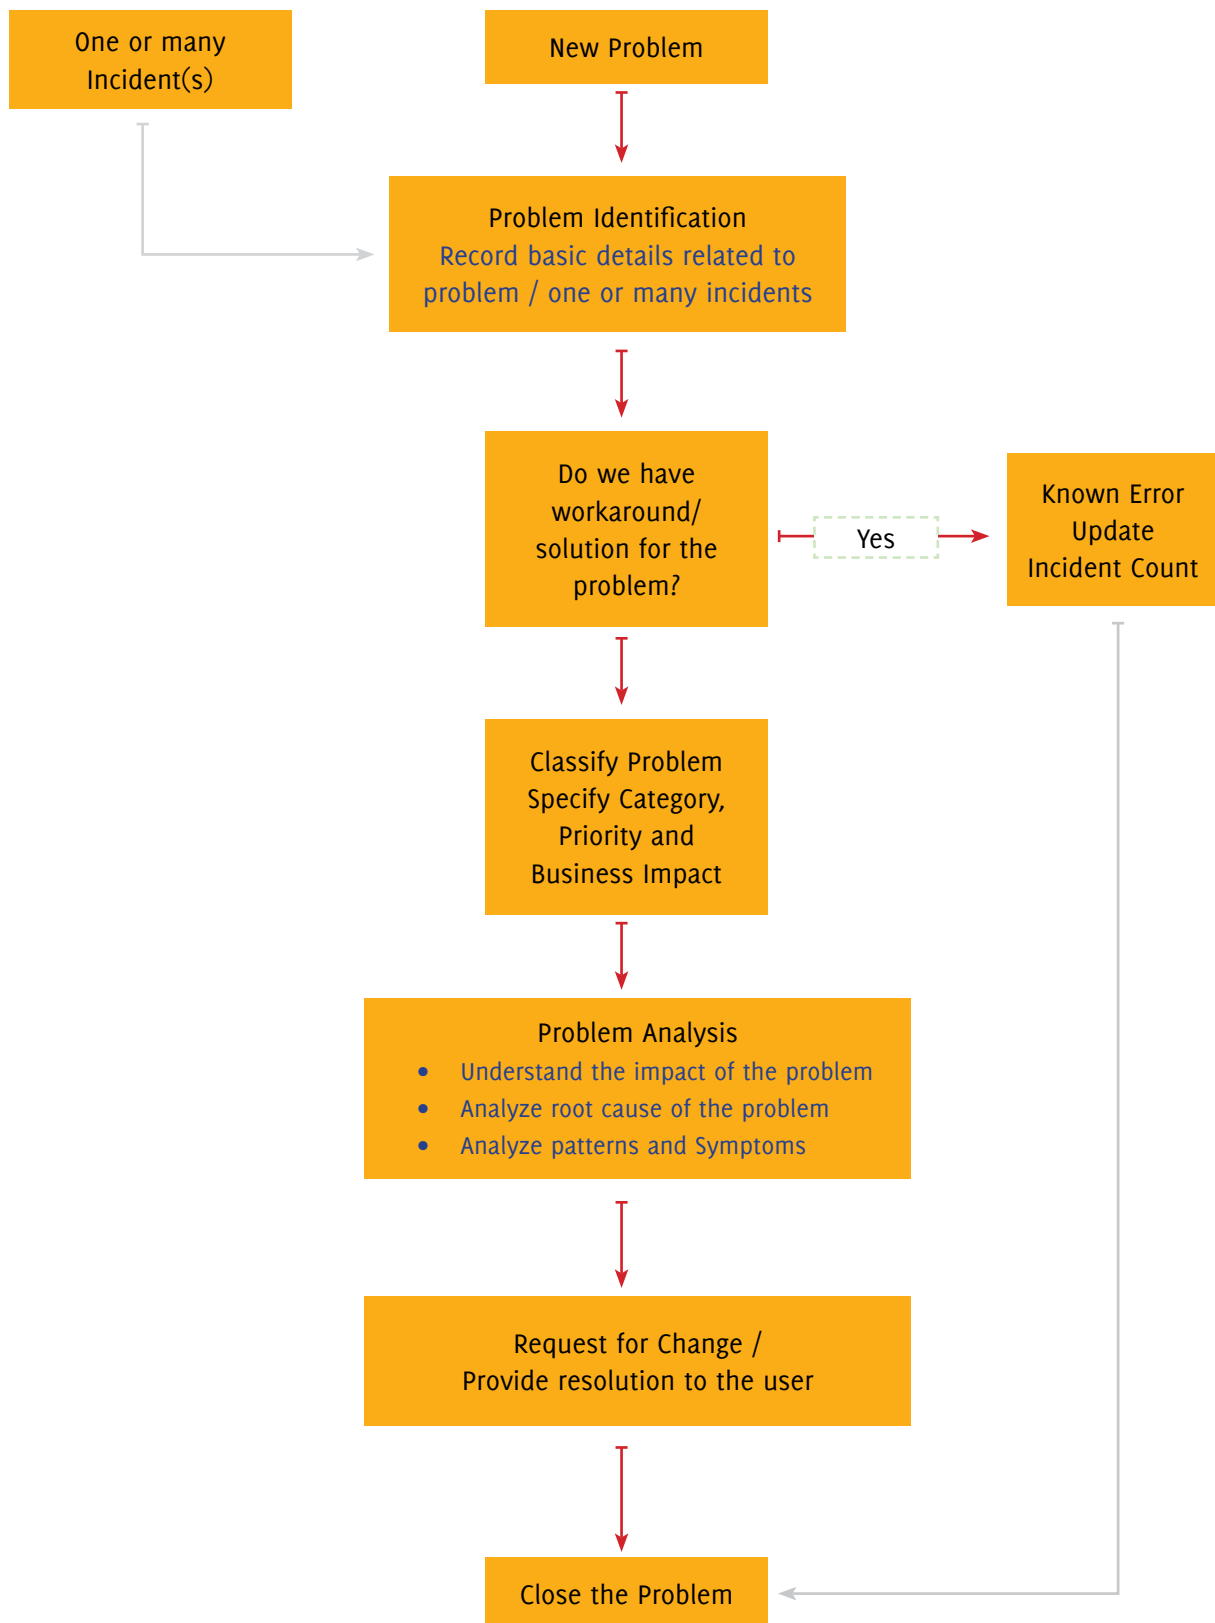 One or many
Incident(s)
New Problem
Problem Identification
Record basic details related to
problem / one or many incidents
Do we have
workaround/
solution for the
problem?
Yes
Known Error
Update
Incident Count
Classify Problem
Specify Category,
Priority and
Business Impact
Problem Analysis
• Understand the impact of the problem
• Analyze root cause of the problem
• Analyze patterns and Symptoms
Request for Change /
Provide resolution to the user
Close the Problem